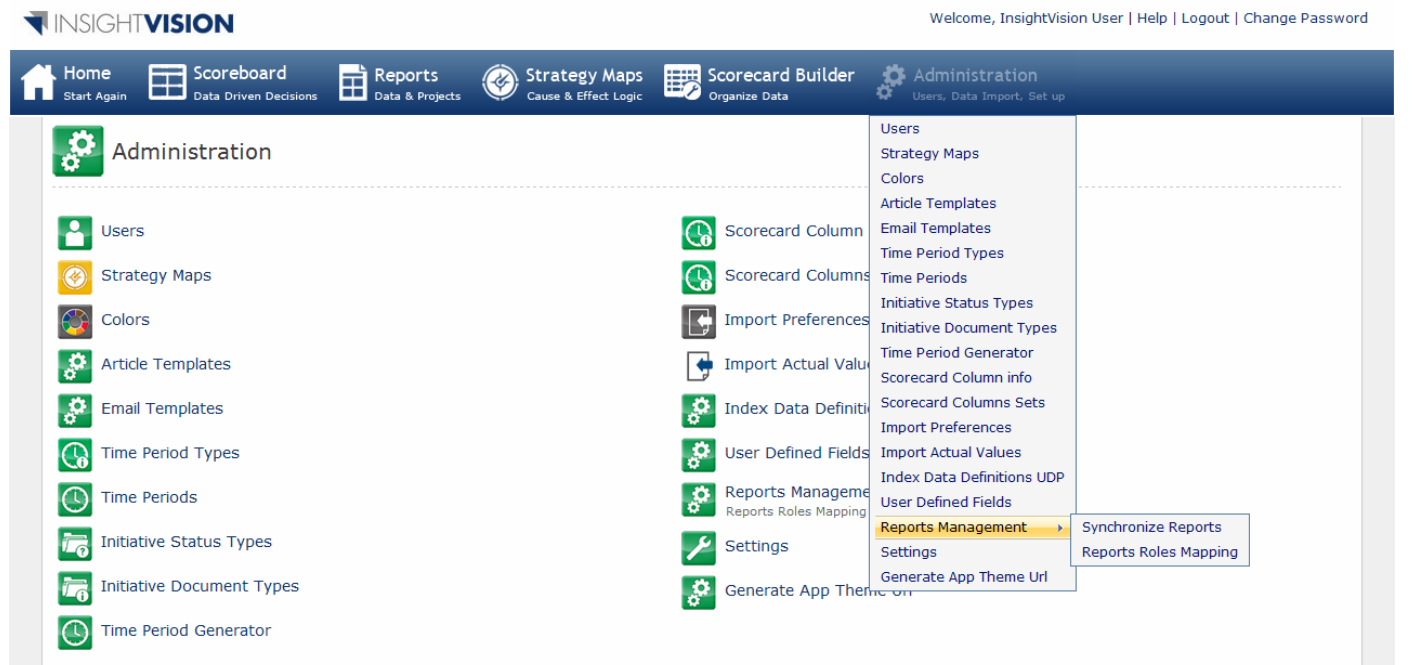 INSIGHTVISION
Welcome, InsightVision User | Help | Logout | Change Password
Home
Start Again
Scoreboard
Data Driven Decisions
Reports
Data & Projects
Strategy Maps
Cause & Effect Logic
Scorecard Builder
Organize Data
Administration
Users, Data Import, Set up
Administration
Users
Strategy Maps
Colors
Article Templates
Email Templates
Time Period Types
Time Periods
Initiative Status Types
Initiative Document Types
Time Period Generator
Scorecard Column
Scorecard Columns
Import Preferences
Import Actual Valu
Index Data Definiti
User Defined Fields
Reports Manageme
Reports Roles Mapping
Settings
Generate App Theme Url
Users
Strategy Maps
Colors
Article Templates
Email Templates
Time Period Types
Time Periods
Initiative Status Types
Initiative Document Types
Time Period Generator
Scorecard Column info
Scorecard Columns Sets
Import Preferences
Import Actual Values
Index Data Definitions UDP
User Defined Fields
Reports Management
Settings
Generate App Theme Url
Synchronize Reports
Reports Roles Mapping